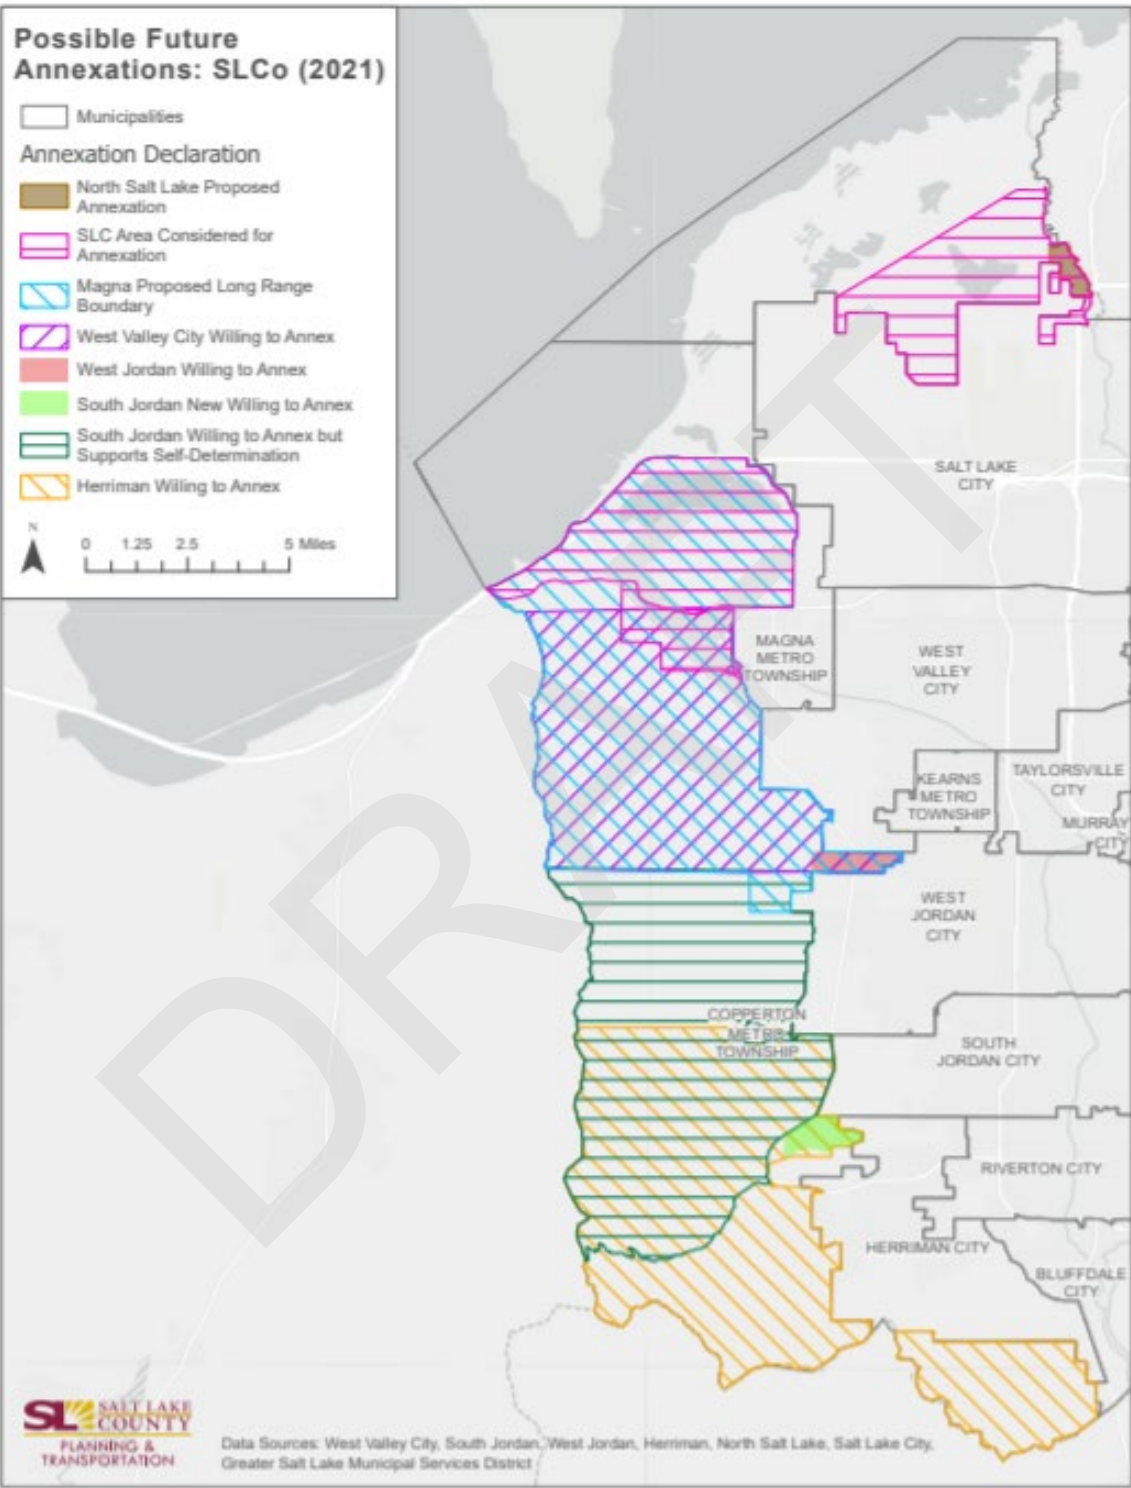 Possible Future
Annexations: SLCo (2021)
Municipalities
Annexation Declaration
North Salt Lake Proposed
Annexation
SLC Area Considered for
Annexation
Magna Proposed Long Range
Boundary
West Valley City Willing to Annex
West Jordan Willing to Annex
South Jordan New Willing to Annex
South Jordan Willing to Annex but
Supports Self-Determination
Herriman Willing to Annex
N
0 1.25 2.5 5 Miles
SALT LAKE
CITY
MAGNA
METRO
TOWNSHIP
WEST
VALLEY
CITY
KEARNS
METRO
TOWNSHIP
TAYLORSVILLE
CITY
MURRAY
CITY
WEST
JORDAN
CITY
COPPERTON
METRO
TOWNSHIP
SOUTH
JORDAN CITY
RIVERTON CITY
HERRIMAN CITY
BLUFFDALE
CITY
DRAFT
SL SALT LAKE
COUNTY
PLANNING &
TRANSPORTATION
Data Sources: West Valley City, South Jordan, West Jordan, Herriman, North Salt Lake, Salt Lake City,
Greater Salt Lake Municipal Services District